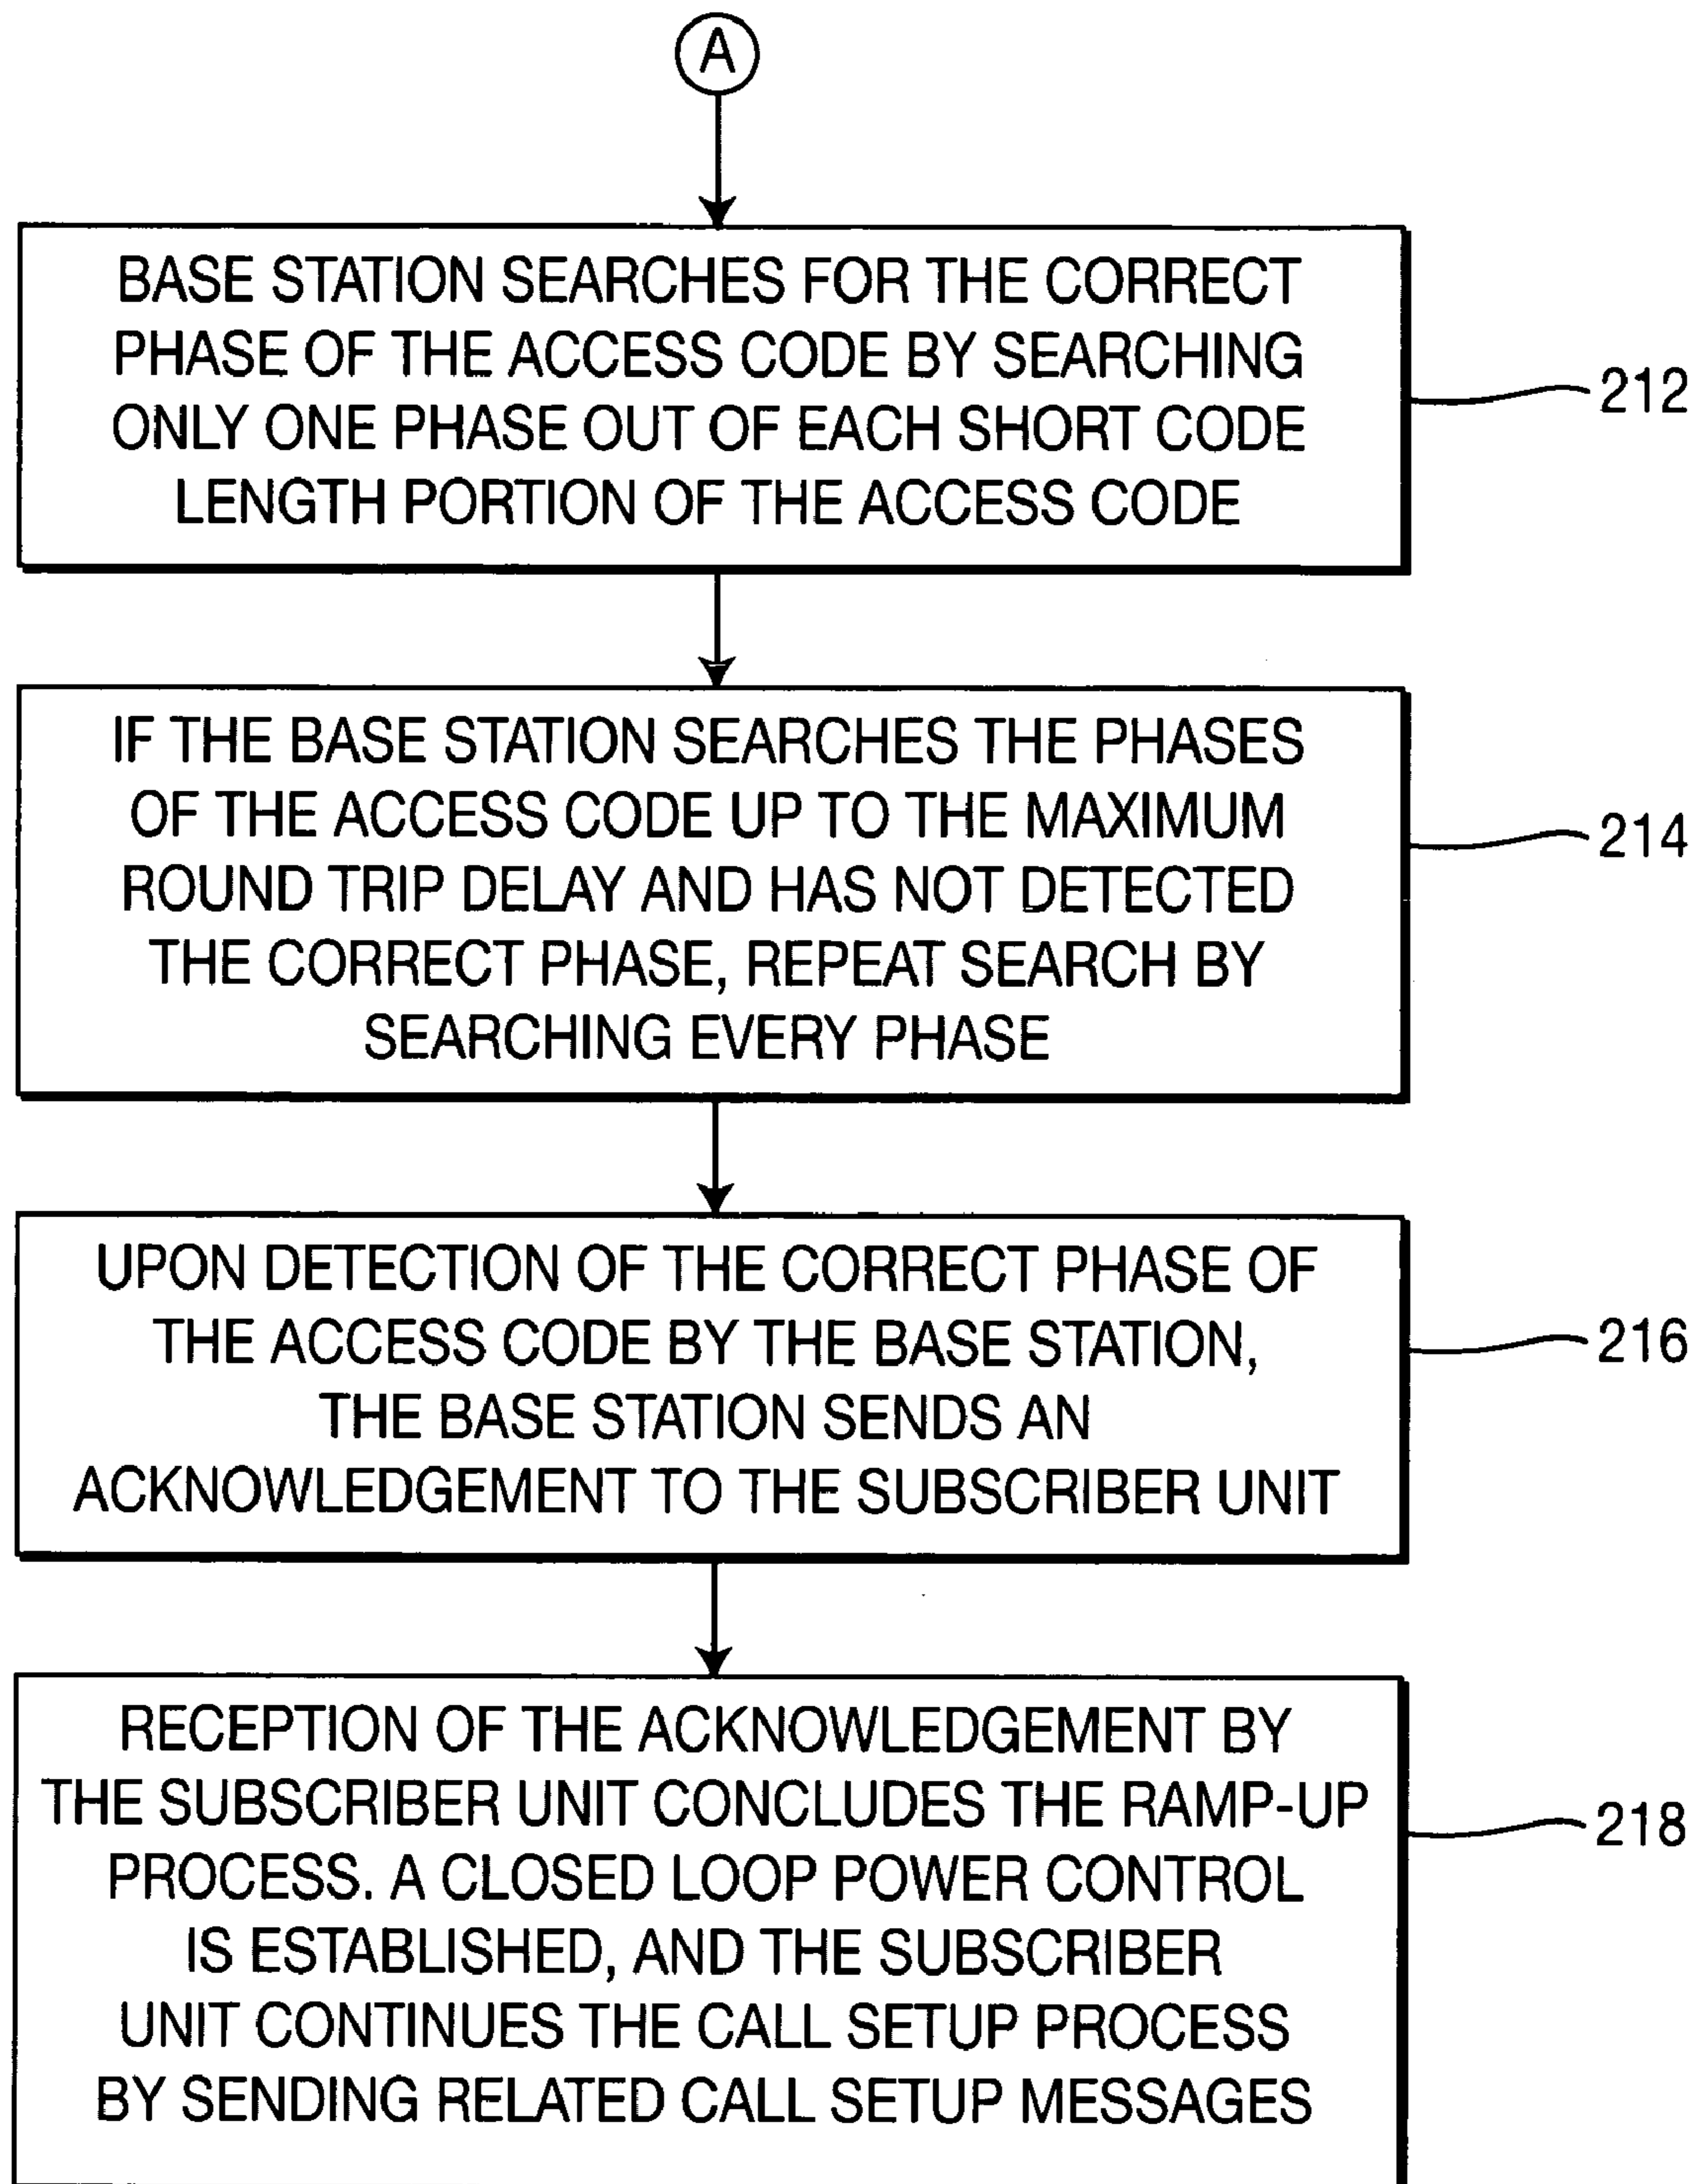 A
BASE STATION SEARCHES FOR THE CORRECT
PHASE OF THE ACCESS CODE BY SEARCHING
ONLY ONE PHASE OUT OF EACH SHORT CODE
LENGTH PORTION OF THE ACCESS CODE
212
IF THE BASE STATION SEARCHES THE PHASES
OF THE ACCESS CODE UP TO THE MAXIMUM
ROUND TRIP DELAY AND HAS NOT DETECTED
THE CORRECT PHASE, REPEAT SEARCH BY
SEARCHING EVERY PHASE
214
UPON DETECTION OF THE CORRECT PHASE OF
THE ACCESS CODE BY THE BASE STATION,
THE BASE STATION SENDS AN
ACKNOWLEDGEMENT TO THE SUBSCRIBER UNIT
216
RECEPTION OF THE ACKNOWLEDGEMENT BY
THE SUBSCRIBER UNIT CONCLUDES THE RAMP-UP
PROCESS. A CLOSED LOOP POWER CONTROL
IS ESTABLISHED, AND THE SUBSCRIBER
UNIT CONTINUES THE CALL SETUP PROCESS
BY SENDING RELATED CALL SETUP MESSAGES
218